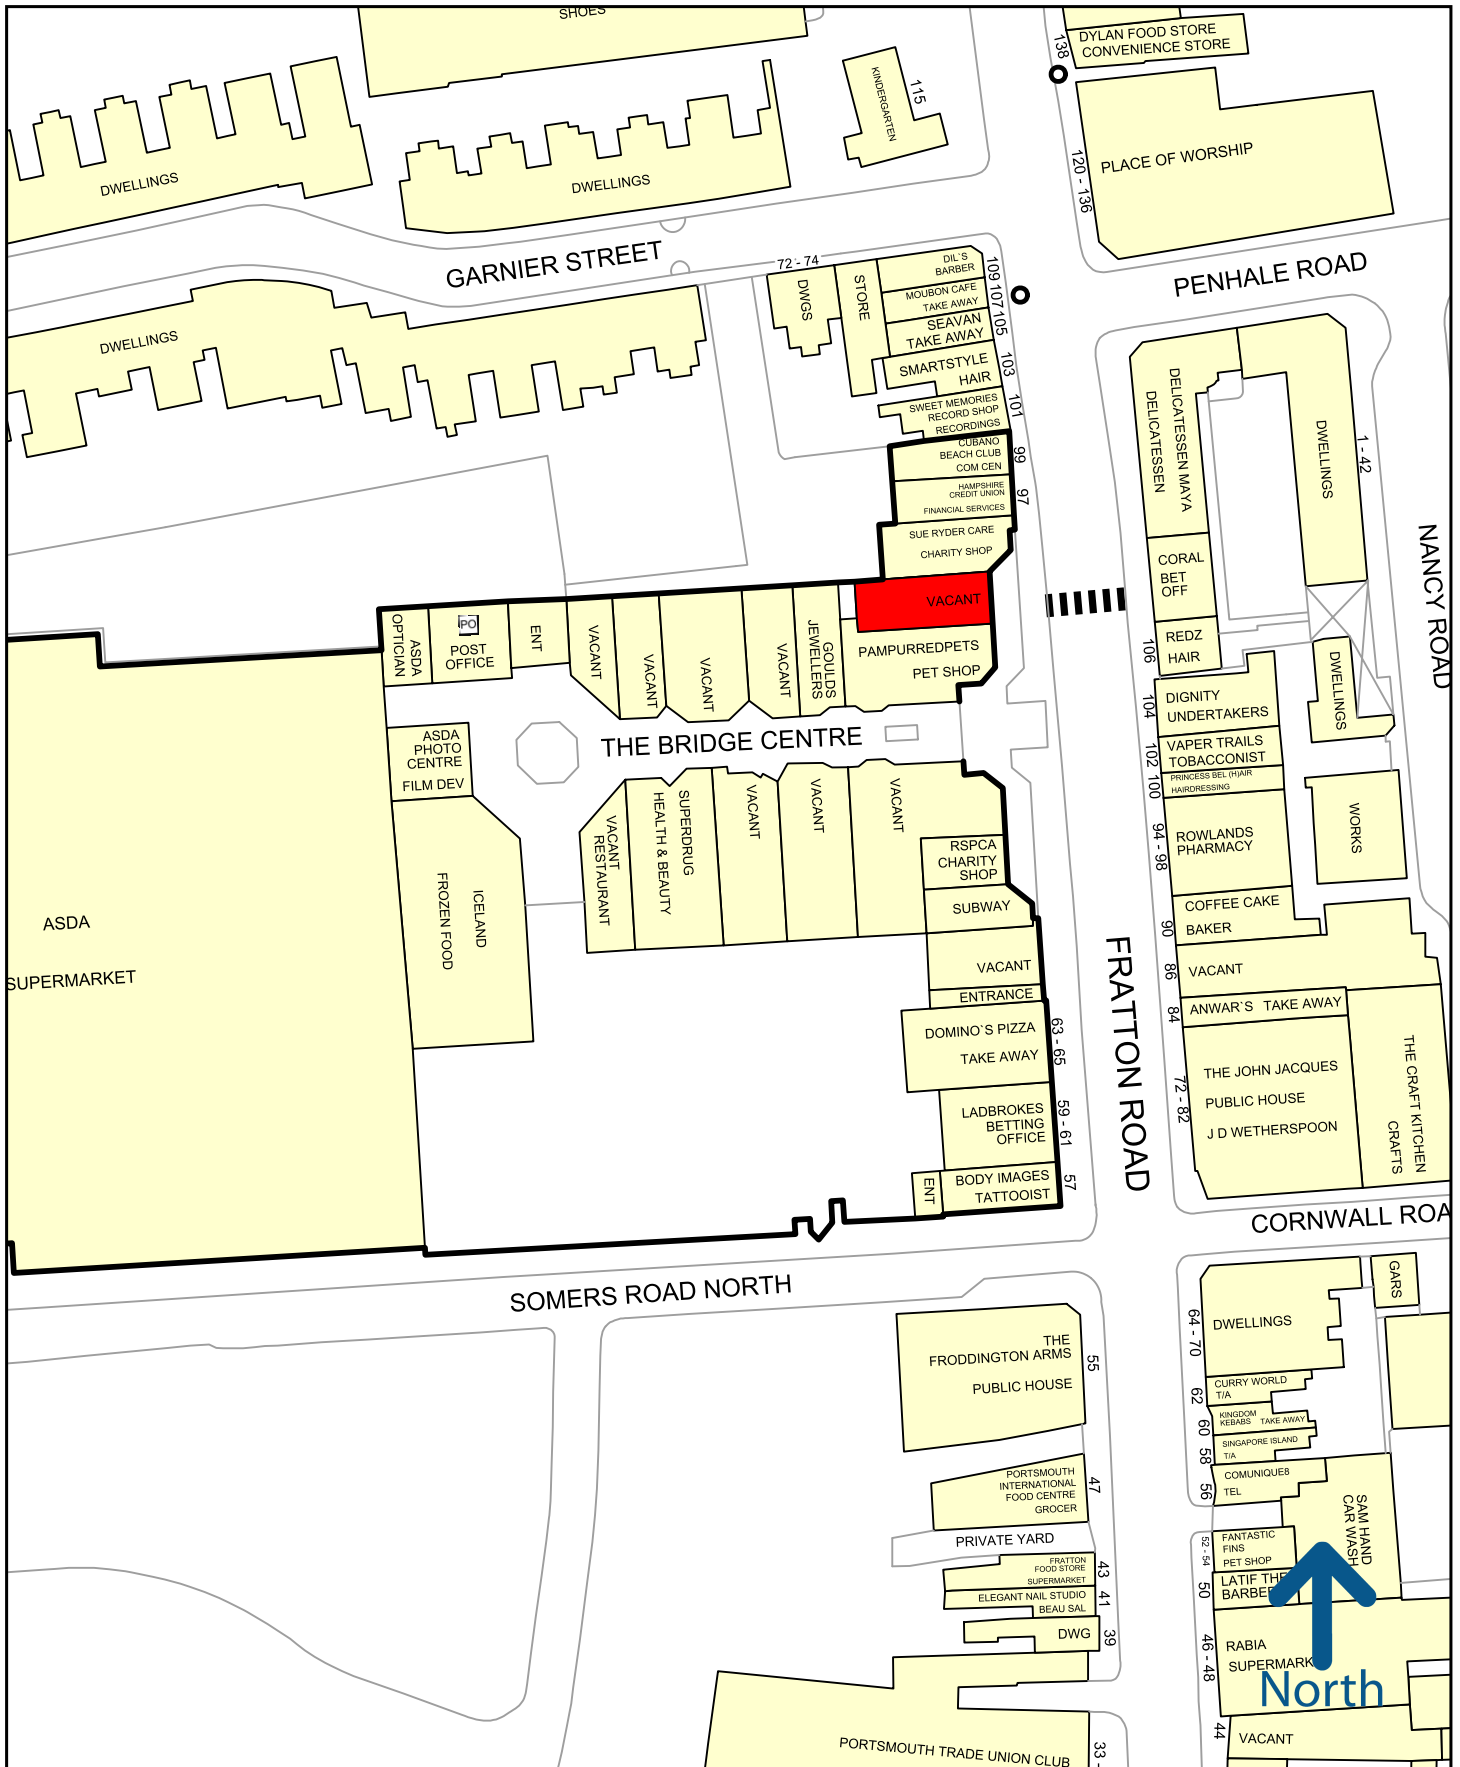 SHOES
138
DYLAN FOOD STORE
CONVENIENCE STORE
KINDERGARTEN
115
DWELLINGS
DWELLINGS
120 - 136
PLACE OF WORSHIP
GARNIER STREET
PENHALE ROAD
72 - 74
DWGS
STORE
DIL`S
BARBER
109
MOUBON CAFE
TAKE AWAY
107
SEAVAN
TAKE AWAY
105
SMARTSTYLE
HAIR
103
SWEET MEMORIES
RECORD SHOP
RECORDINGS
101
CUBANO
BEACH CLUB
COM CEN
99
HAMPSHIRE
CREDIT UNION
FINANCIAL SERVICES
97
SUE RYDER CARE
CHARITY SHOP
VACANT
PAMPURREDPETS
PET SHOP
DWELLINGS
DELICATESSEN MAYA
DELICATESSEN
DWELLINGS
1 - 42
NANCY ROAD
CORAL
BET
OFF
REDZ
HAIR
106
DWELLINGS
DIGNITY
UNDERTAKERS
104
VAPER TRAILS
TOBACCONIST
102
PRINCESS BEL (H)AIR
HAIRDRESSING
100
ROWLANDS
PHARMACY
94 - 98
WORKS
COFFEE CAKE
BAKER
90
VACANT
86
ANWAR`S TAKE AWAY
84
THE JOHN JACQUES
PUBLIC HOUSE
J D WETHERSPOON
72 - 82
THE CRAFT KITCHEN
CRAFTS
ASDA
OPTICIAN
PO
POST
OFFICE
ENT
VACANT
VACANT
VACANT
VACANT
GOULDS
JEWELLERS
THE BRIDGE CENTRE
ASDA
PHOTO
CENTRE
FILM DEV
ICELAND
FROZEN FOOD
VACANT
RESTAURANT
SUPERDRUG
HEALTH & BEAUTY
VACANT
VACANT
VACANT
RSPCA
CHARITY
SHOP
SUBWAY
VACANT
ENTRANCE
DOMINO`S PIZZA
TAKE AWAY
63 - 65
LADBROKES
BETTING
OFFICE
59 - 61
ENT
BODY IMAGES
TATTOOIST
57
ASDA
SUPERMARKET
FRATTON ROAD
CORNWALL ROA
SOMERS ROAD NORTH
THE
FRODDINGTON ARMS
PUBLIC HOUSE
55
PORTSMOUTH
INTERNATIONAL
FOOD CENTRE
GROCER
47
PRIVATE YARD
FRATTON
FOOD STORE
SUPERMARKET
43
ELEGANT NAIL STUDIO
BEAU SAL
41
DWG
39
PORTSMOUTH TRADE UNION CLUB
33 -
GARS
DWELLINGS
64 - 70
CURRY WORLD
T/A
62
KINGDOM
KEBABS TAKE AWAY
60
SINGAPORE ISLAND
T/A
58
COMUNIQUE8
TEL
56
SAM HAND
CAR WASH
FANTASTIC
FINS
PET SHOP
52 - 54
LATIF THE
BARBER
50
RABIA
SUPERMARK
46 - 48
North
44
VACANT